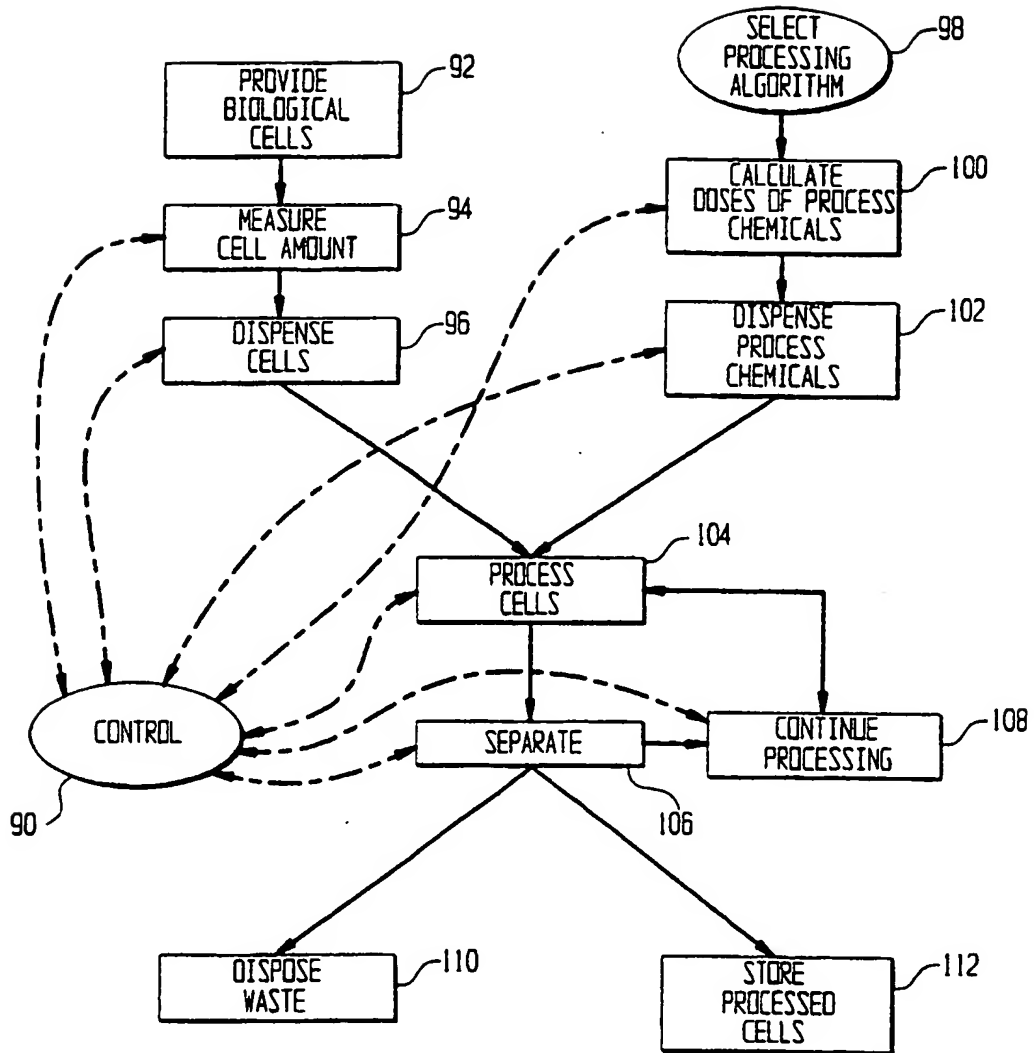 SELECT
PROCESSING
ALGORITHM
98
PROVIDE
BIOLOGICAL
CELLS
92
CALCULATE
DOSES OF PROCESS
CHEMICALS
100
MEASURE
CELL AMOUNT
94
DISPENSE
CELLS
96
DISPENSE
PROCESS
CHEMICALS
102
PROCESS
CELLS
104
CONTROL
90
SEPARATE
106
CONTINUE
PROCESSING
108
DISPOSE
WASTE
110
STORE
PROCESSED
CELLS
112